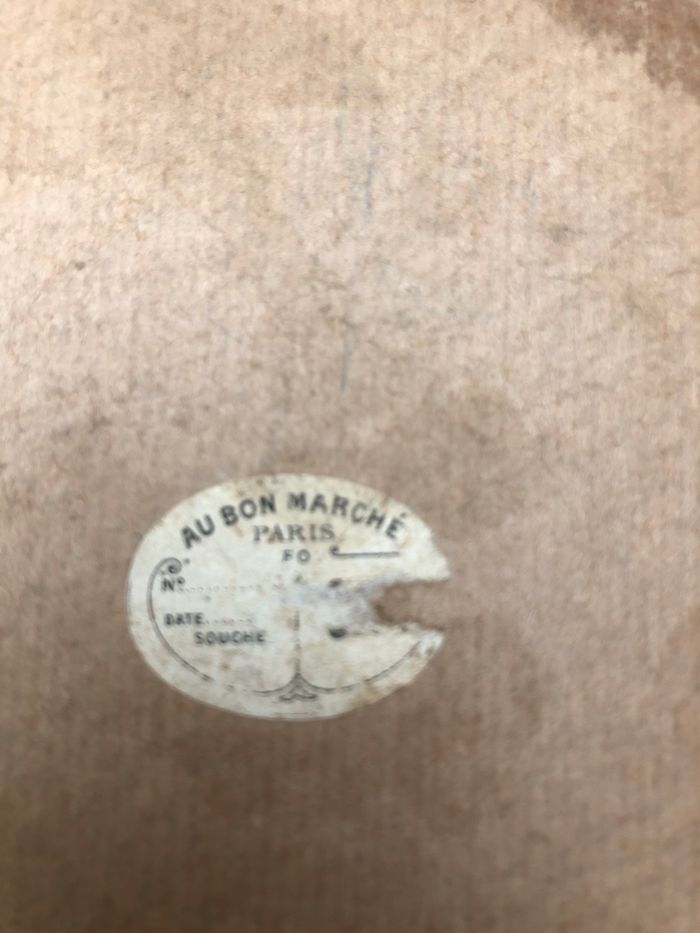 AU BON MARCHÉ
PARIS
FO
Nº
DATE
SOUCHE